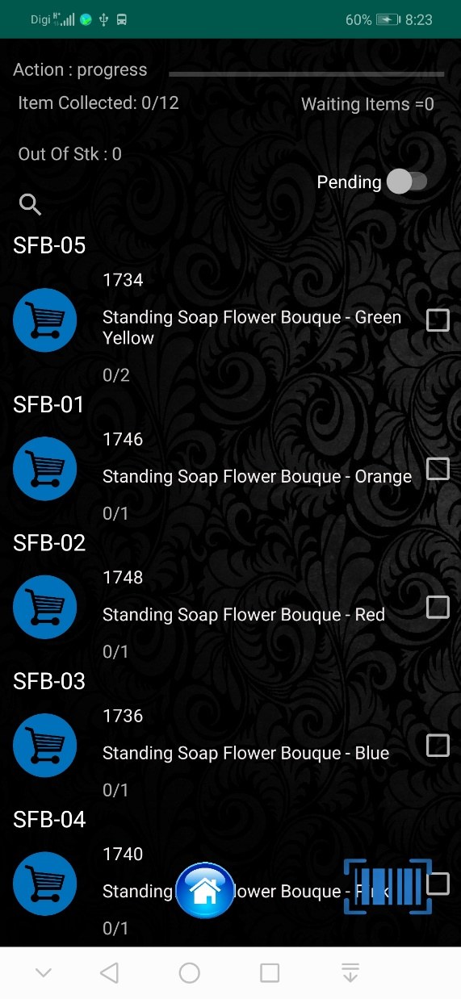 Digi 60% 8:23
Action : progress
Item Collected: 0/12 Waiting Items =0
Out Of Stk : 0
Pending
SFB-05
1734
Standing Soap Flower Bouque - Green
Yellow
0/2
SFB-01
1746
Standing Soap Flower Bouque - Orange
0/1
SFB-02
1748
Standing Soap Flower Bouque - Red
0/1
SFB-03
1736
Standing Soap Flower Bouque - Blue
0/1
SFB-04
1740
Standing lower Bouque -
0/1